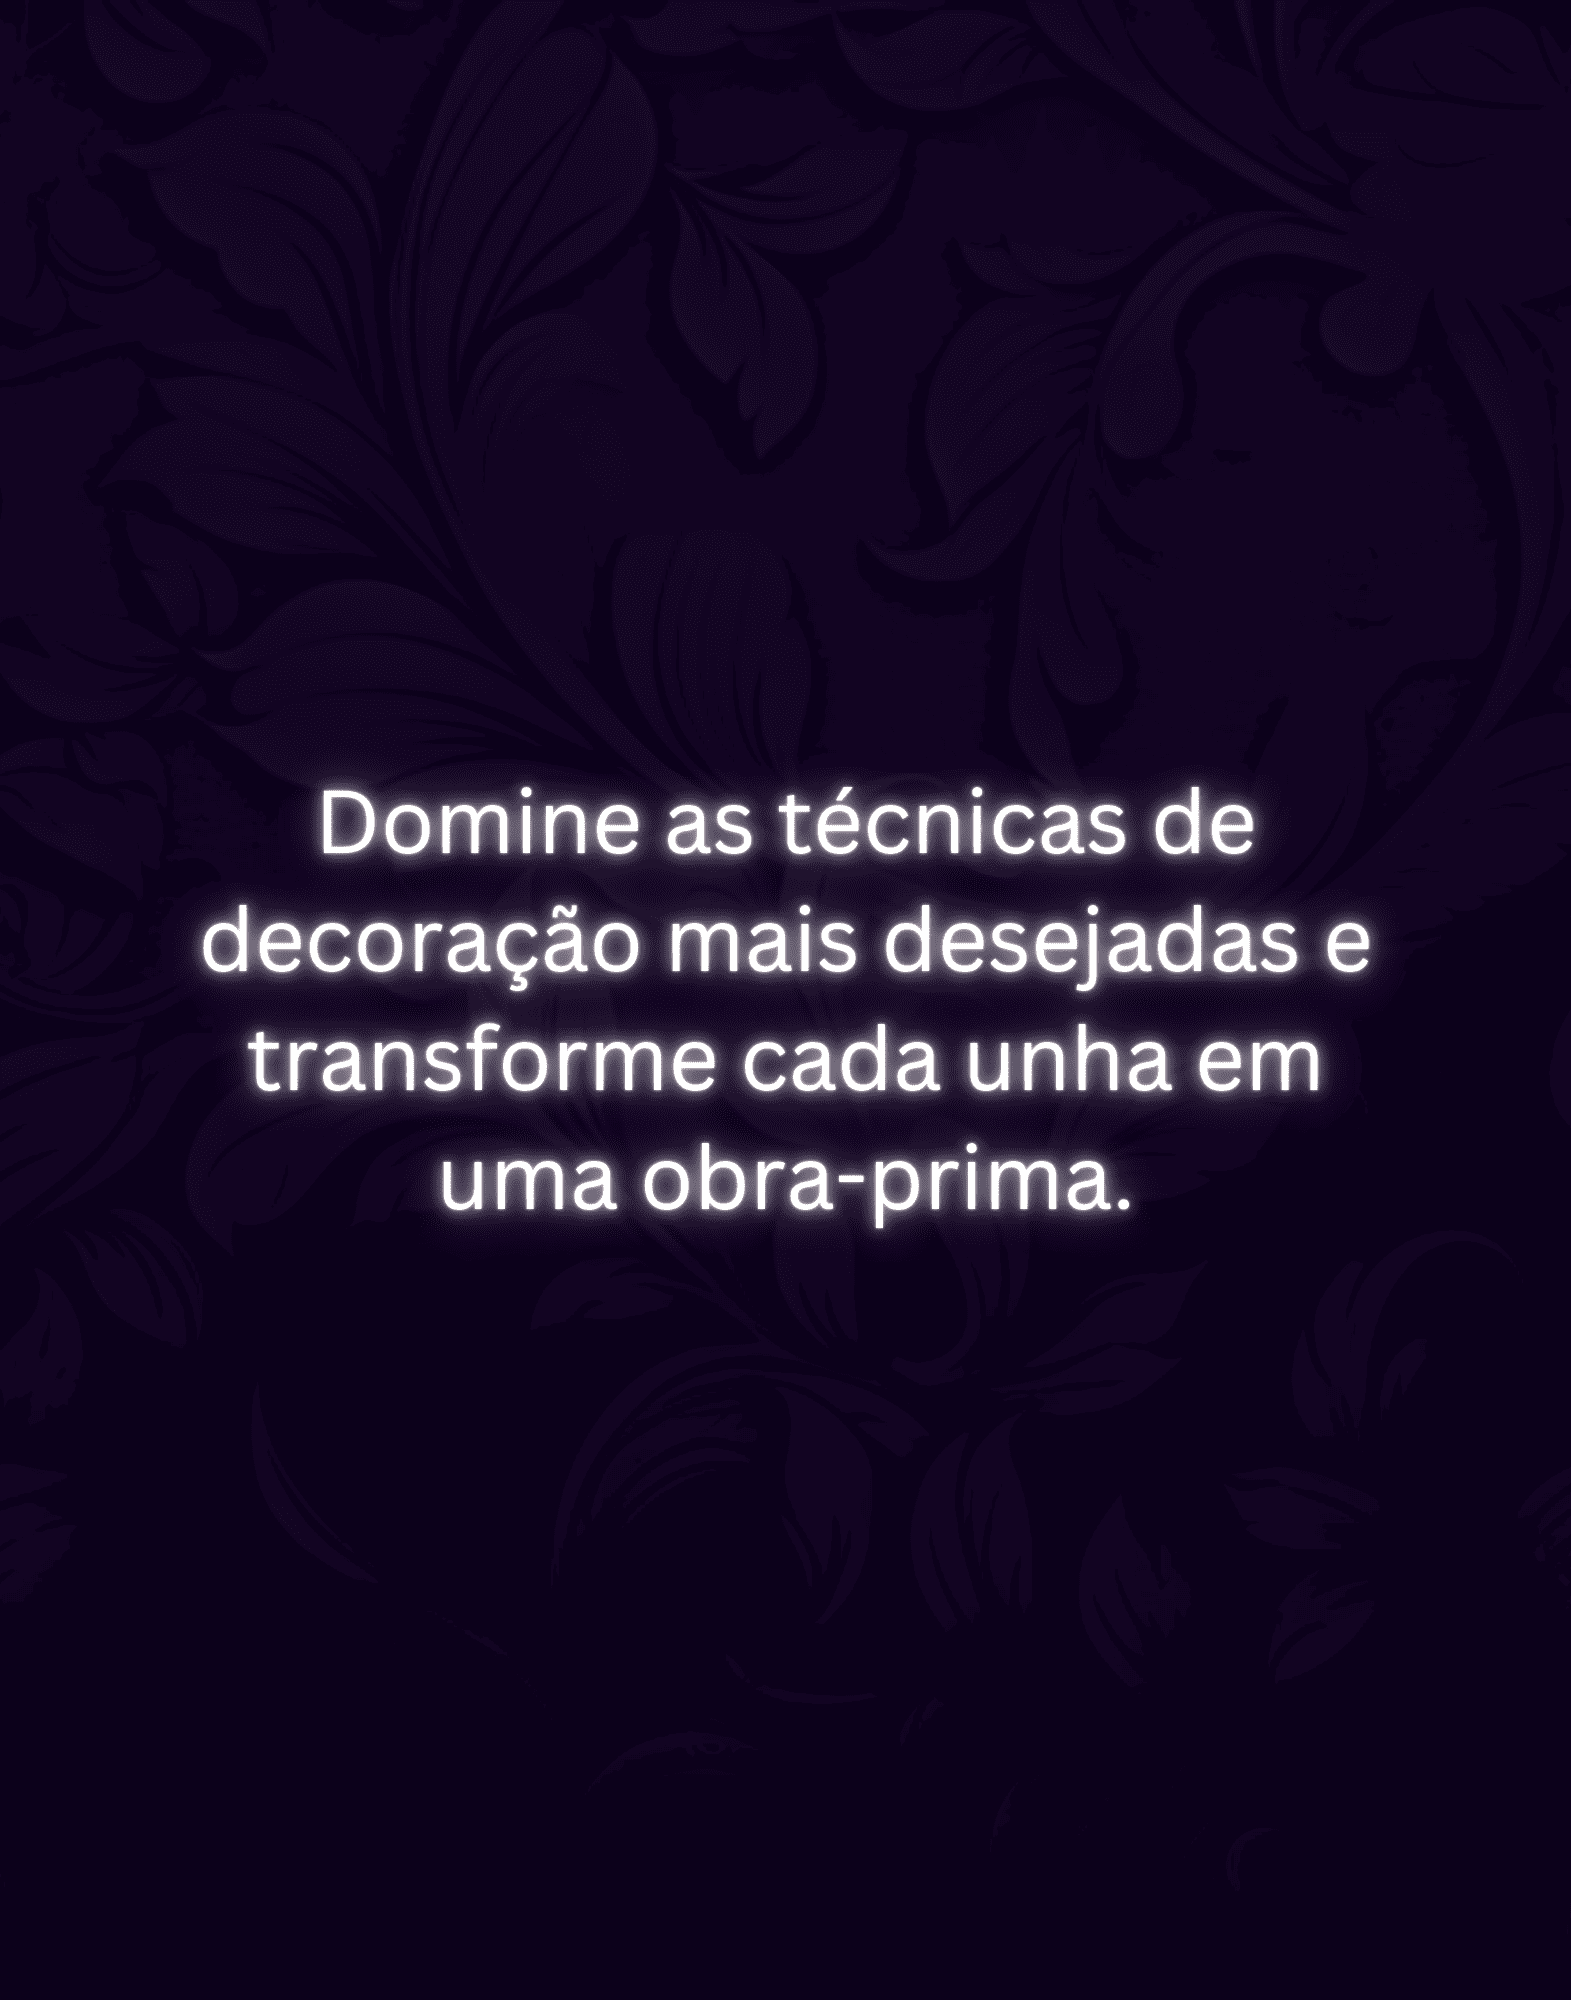 Domine as técnicas de
decoração mais desejadas e
transforme cada unha em
uma obra-prima.